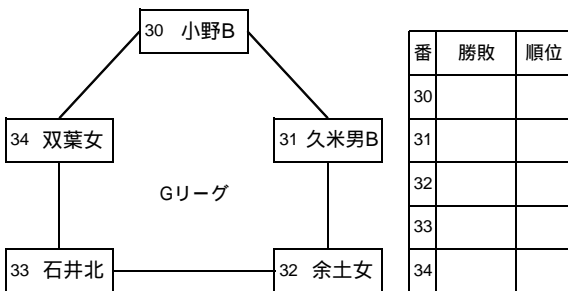 30 小野B
34 双葉女
31 久米男B
Gリーグ
33 石井北
32 余土女
番 勝敗 順位
30
31
32
33
34